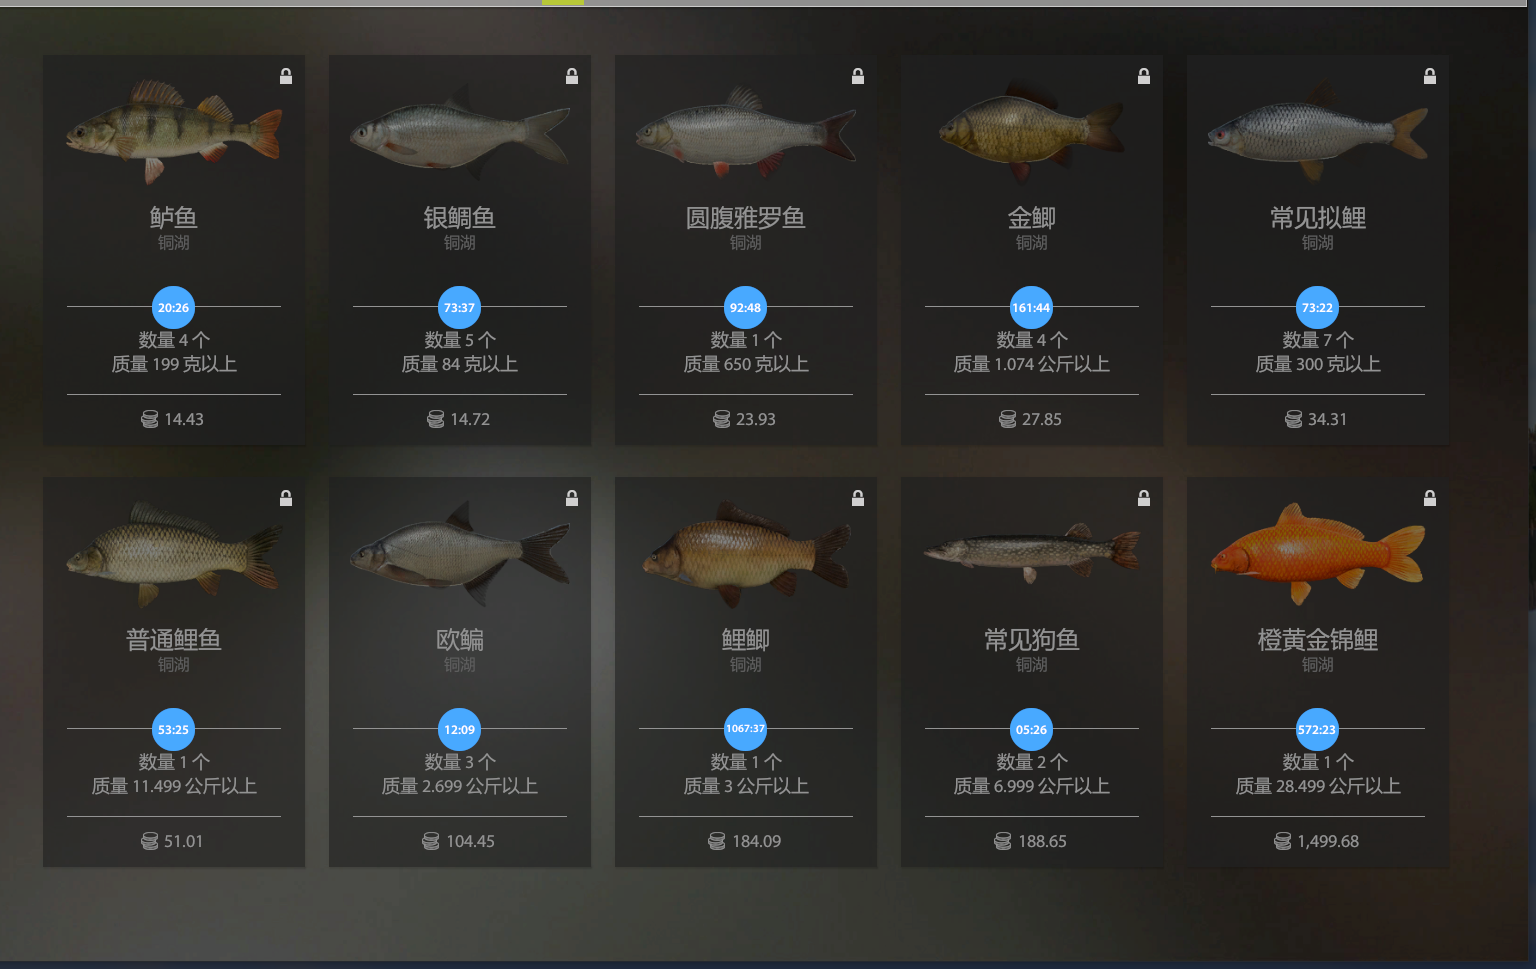 鲈鱼
铜湖
20:26
数量 4 个
质量 199 克以上
14.43
银鲷鱼
铜湖
73:37
数量 5 个
质量 84 克以上
14.72
圆腹雅罗鱼
铜湖
92:48
数量 1 个
质量 650 克以上
23.93
金鲫
铜湖
161:44
数量 4 个
质量 1.074 公斤以上
27.85
常见拟鲤
铜湖
73:22
数量 7 个
质量 300 克以上
34.31
普通鲤鱼
铜湖
53:25
数量 1 个
质量 11.499 公斤以上
51.01
欧鳊
铜湖
12:09
数量 3 个
质量 2.699 公斤以上
104.45
鲤鲫
铜湖
1067:37
数量 1 个
质量 3 公斤以上
184.09
常见狗鱼
铜湖
05:26
数量 2 个
质量 6.999 公斤以上
188.65
橙黄金锦鲤
铜湖
572:23
数量 1 个
质量 28.499 公斤以上
1,499.68